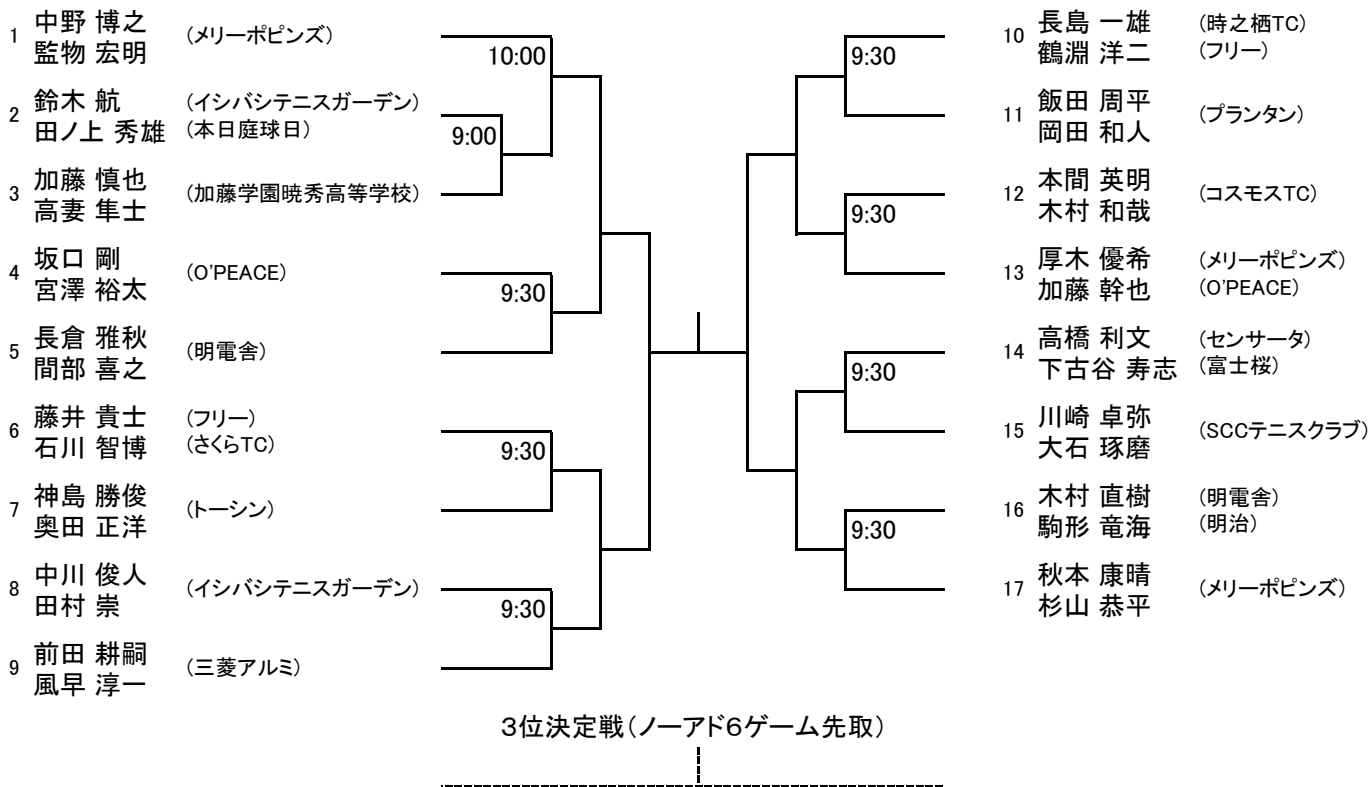 1 中野 博之 (メリーポピンズ)
監物 宏明
10:00
2 鈴木 航 (イシバシテニスガーデン)
田ノ上 秀雄 (本日庭球日)
9:00
3 加藤 慎也 (加藤学園暁秀高等学校)
高妻 隼士
4 坂口 剛 (O'PEACE)
宮澤 裕太
9:30
5 長倉 雅秋 (明電舎)
間部 喜之
6 藤井 貴士 (フリー)
石川 智博 (さくらTC)
9:30
7 神島 勝俊 (トーシン)
奥田 正洋
8 中川 俊人 (イシバシテニスガーデン)
田村 崇
9:30
9 前田 耕嗣 (三菱アルミ)
風早 淳一
10 長島 一雄 (時之栖TC)
鶴淵 洋二 (フリー)
9:30
11 飯田 周平 (プランタン)
岡田 和人
12 本間 英明 (コスモスTC)
木村 和哉
9:30
13 厚木 優希 (メリーポピンズ)
加藤 幹也 (O'PEACE)
14 高橋 利文 (センサータ)
下古谷 寿志 (富士桜)
9:30
15 川崎 卓弥 (SCCテニスクラブ)
大石 琢磨
16 木村 直樹 (明電舎)
駒形 竜海 (明治)
9:30
17 秋本 康晴 (メリーポピンズ)
杉山 恭平
3位決定戦(ノーアド6ゲーム先取)